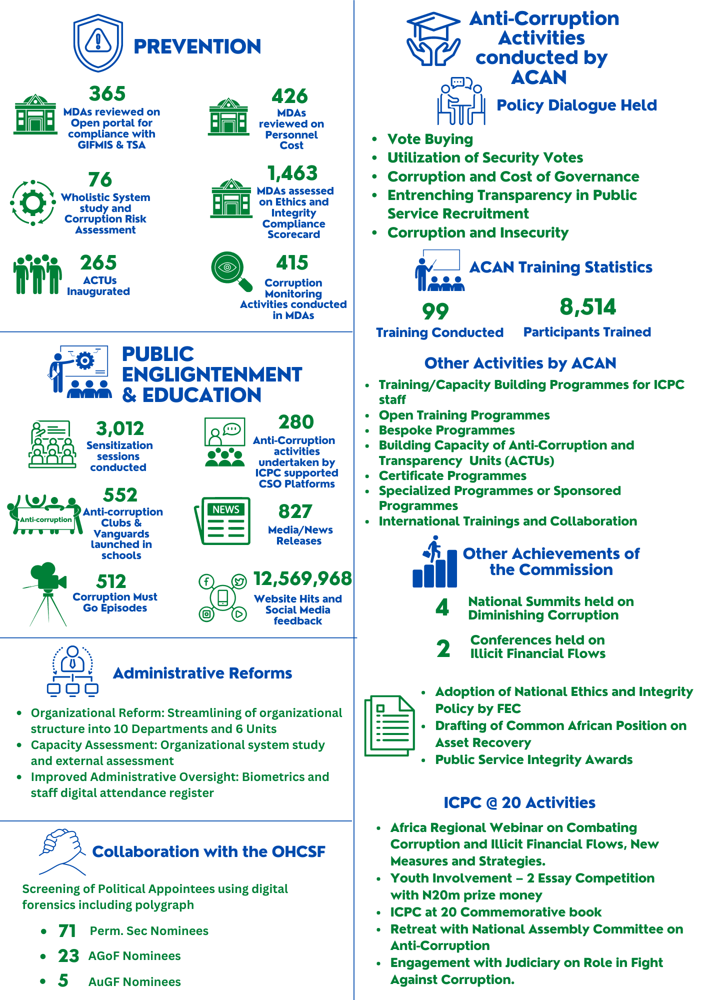 PREVENTION
365
MDAs reviewed on
Open portal for
compliance with
GIFMIS & TSA
426
MDAs
reviewed on
Personnel
Cost
76
Wholistic System
study and
Corruption Risk
Assessment
1,463
MDAs assessed
on Ethics and
Integrity
Compliance
Scorecard
265
ACTUs
Inaugurated
415
Corruption
Monitoring
Activities conducted
in MDAs
PUBLIC
ENGLIGNTENMENT
& EDUCATION
3,012
Sensitization
sessions
conducted
280
Anti-Corruption
activities
undertaken by
ICPC supported
CSO Platforms
Anti-corruption
552
Anti-corruption
Clubs &
Vanguards
launched in
schools
NEWS
827
Media/News
Releases
512
Corruption Must
Go Episodes
12,569,968
Website Hits and
Social Media
feedback
Administrative Reforms
• Organizational Reform: Streamlining of organizational
structure into 10 Departments and 6 Units
• Capacity Assessment: Organizational system study
and external assessment
• Improved Administrative Oversight: Biometrics and
staff digital attendance register
Collaboration with the OHCSF
Screening of Political Appointees using digital
forensics including polygraph
• 71 Perm. Sec Nominees
• 23 AGoF Nominees
• 5 AuGF Nominees
Anti-Corruption
Activities
conducted by
ACAN
Policy Dialogue Held
• Vote Buying
• Utilization of Security Votes
• Corruption and Cost of Governance
• Entrenching Transparency in Public
Service Recruitment
• Corruption and Insecurity
ACAN Training Statistics
99
Training Conducted
8,514
Participants Trained
Other Activities by ACAN
• Training/Capacity Building Programmes for ICPC
staff
• Open Training Programmes
• Bespoke Programmes
• Building Capacity of Anti-Corruption and
Transparency Units (ACTUs)
• Certificate Programmes
• Specialized Programmes or Sponsored
Programmes
• International Trainings and Collaboration
Other Achievements of
the Commission
4 National Summits held on
Diminishing Corruption
2 Conferences held on
Illicit Financial Flows
• Adoption of National Ethics and Integrity
Policy by FEC
• Drafting of Common African Position on
Asset Recovery
• Public Service Integrity Awards
ICPC @ 20 Activities
• Africa Regional Webinar on Combating
Corruption and Illicit Financial Flows, New
Measures and Strategies.
• Youth Involvement – 2 Essay Competition
with N20m prize money
• ICPC at 20 Commemorative book
• Retreat with National Assembly Committee on
Anti-Corruption
• Engagement with Judiciary on Role in Fight
Against Corruption.